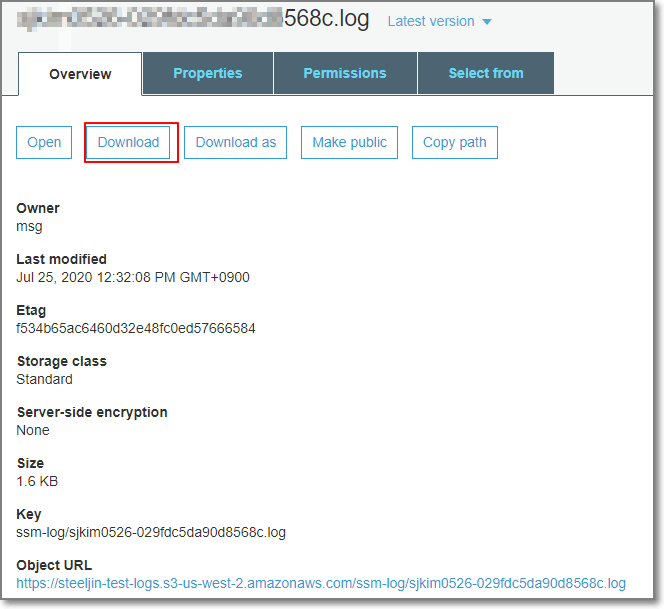 568c.log Latest version
Overview Properties Permissions Select from
Open Download Download as Make public Copy path
Owner
msg
Last modified
Jul 25, 2020 12:32:08 PM GMT+0900
Etag
f534b65ac6460d32e48fc0ed57666584
Storage class
Standard
Server-side encryption
None
Size
1.6 KB
Key
ssm-log/sjkim0526-029fdc5da90d8568c.log
Object URL
https://steeljin-test-logs.s3-us-west-2.amazonaws.com/ssm-log/sjkim0526-029fdc5da90d8568c.log